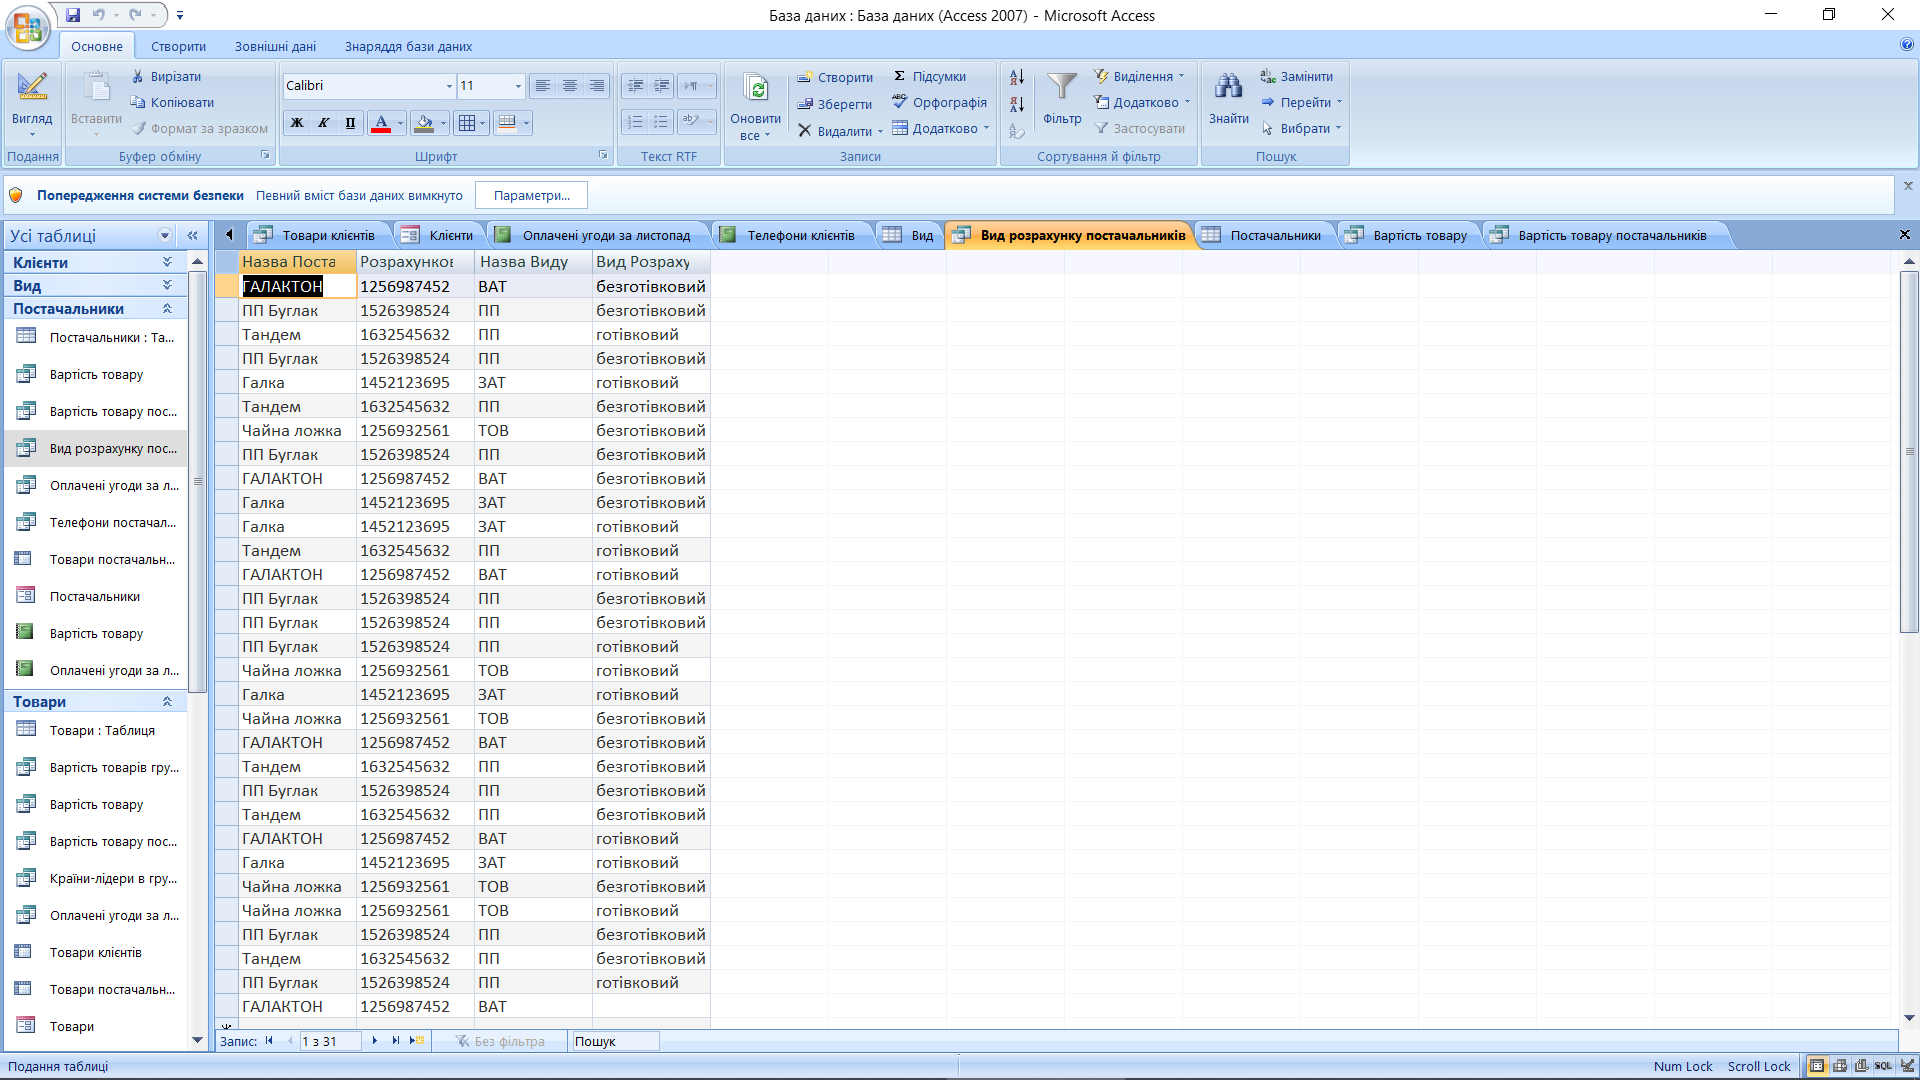 База даних : База даних (Access 2007) - Microsoft Access
Основне Створити Зовнішні дані Знаряддя бази даних
Вигляд
Подання
Вставити
Вирізати
Копіювати
Формат за зразком
Буфер обміну
Calibri 11
Ж К П
Шрифт
Текст RTF
Оновити все
Створити
Зберегти
Видалити
Підсумки
Орфографія
Додатково
Записи
Фільтр
Виділення
Додатково
Застосувати
Сортування й фільтр
Знайти
Замінити
Перейти
Вибрати
Пошук
Попередження системи безпеки Певний вміст бази даних вимкнуто Параметри...
Усі таблиці
Клієнти
Вид
Постачальники
Постачальники : Та...
Вартість товару
Вартість товару пос...
Вид розрахунку пос...
Оплачені угоди за л...
Телефони постачал...
Товари постачальн...
Постачальники
Вартість товару
Оплачені угоди за л...
Товари
Товари : Таблиця
Вартість товарів гру...
Вартість товару
Вартість товару пос...
Країни-лідери в гру...
Оплачені угоди за л...
Товари клієнтів
Товари постачальн...
Товари
Товари клієнтів Клієнти Оплачені угоди за листопад Телефони клієнтів Вид Вид розрахунку постачальників Постачальники Вартість товару Вартість товару постачальників
Назва Поста Розрахунков Назва Виду Вид Розраху
ГАЛАКТОН 1256987452 ВАТ безготівковий
ПП Буглак 1526398524 ПП безготівковий
Тандем 1632545632 ПП готівковий
ПП Буглак 1526398524 ПП безготівковий
Галка 1452123695 ЗАТ готівковий
Тандем 1632545632 ПП безготівковий
Чайна ложка 1256932561 ТОВ безготівковий
ПП Буглак 1526398524 ПП безготівковий
ГАЛАКТОН 1256987452 ВАТ безготівковий
Галка 1452123695 ЗАТ безготівковий
Галка 1452123695 ЗАТ готівковий
Тандем 1632545632 ПП готівковий
ГАЛАКТОН 1256987452 ВАТ готівковий
ПП Буглак 1526398524 ПП безготівковий
ПП Буглак 1526398524 ПП безготівковий
ПП Буглак 1526398524 ПП готівковий
Чайна ложка 1256932561 ТОВ готівковий
Галка 1452123695 ЗАТ готівковий
Чайна ложка 1256932561 ТОВ безготівковий
ГАЛАКТОН 1256987452 ВАТ безготівковий
Тандем 1632545632 ПП безготівковий
ПП Буглак 1526398524 ПП безготівковий
Тандем 1632545632 ПП безготівковий
ГАЛАКТОН 1256987452 ВАТ готівковий
Галка 1452123695 ЗАТ готівковий
Чайна ложка 1256932561 ТОВ безготівковий
Чайна ложка 1256932561 ТОВ готівковий
ПП Буглак 1526398524 ПП безготівковий
Тандем 1632545632 ПП безготівковий
ПП Буглак 1526398524 ПП готівковий
ГАЛАКТОН 1256987452 ВАТ
Запис: 1 з 31 Без фільтра Пошук
Подання таблиці Num Lock Scroll Lock SQL